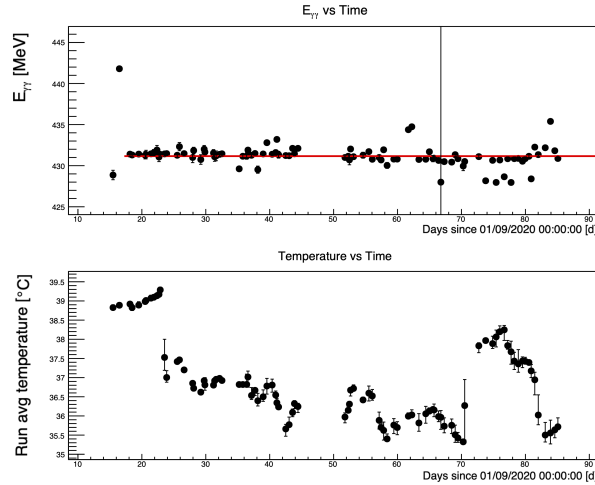 E_γγ vs Time
E_γγ [MeV]
445
440
435
430
425
10 20 30 40 50 60 70 80 90
Days since 01/09/2020 00:00:00 [d]
Temperature vs Time
Run avg temperature [°C]
39.5
39
38.5
38
37.5
37
36.5
36
35.5
35
10 20 30 40 50 60 70 80 90
Days since 01/09/2020 00:00:00 [d]